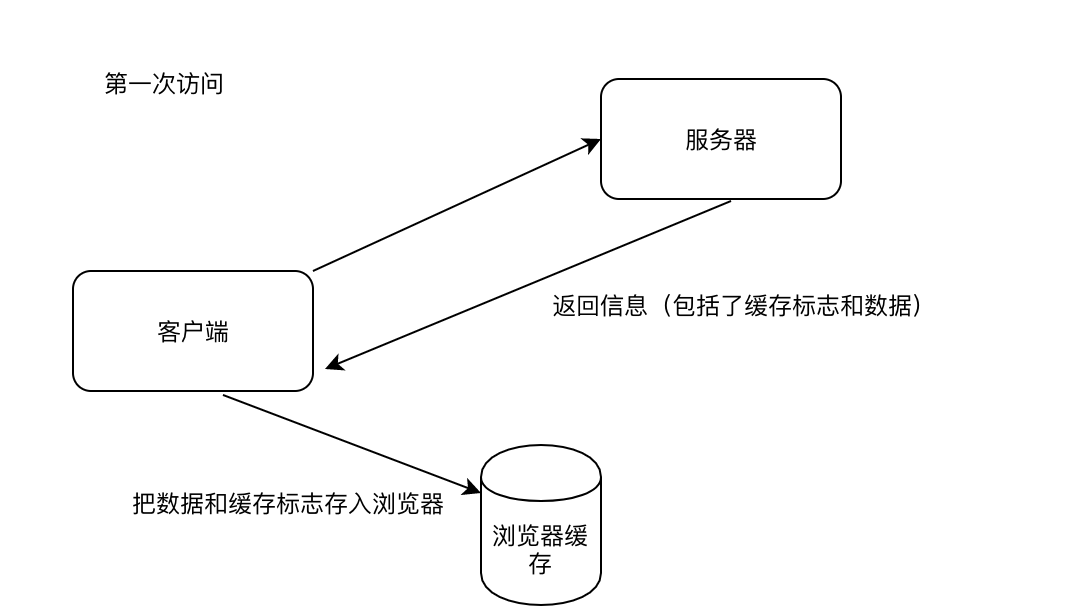 第一次访问
服务器
返回信息（包括了缓存标志和数据）
客户端
把数据和缓存标志存入浏览器
浏览器缓
存